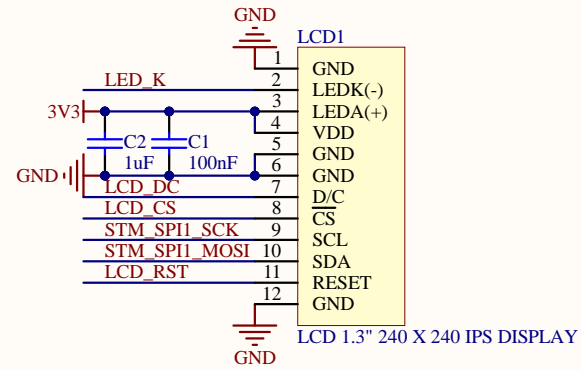 GND
LCD1
1 GND
LED_K 2 LEDK(-)
3V3 3 LEDA(+)
4 VDD
C2 C1 5 GND
1uF 100nF
GND 6 GND
LCD_DC 7 D/C
LCD_CS 8 CS
STM_SPI1_SCK 9 SCL
STM_SPI1_MOSI 10 SDA
LCD_RST 11 RESET
12 GND
LCD 1.3" 240 X 240 IPS DISPLAY
GND